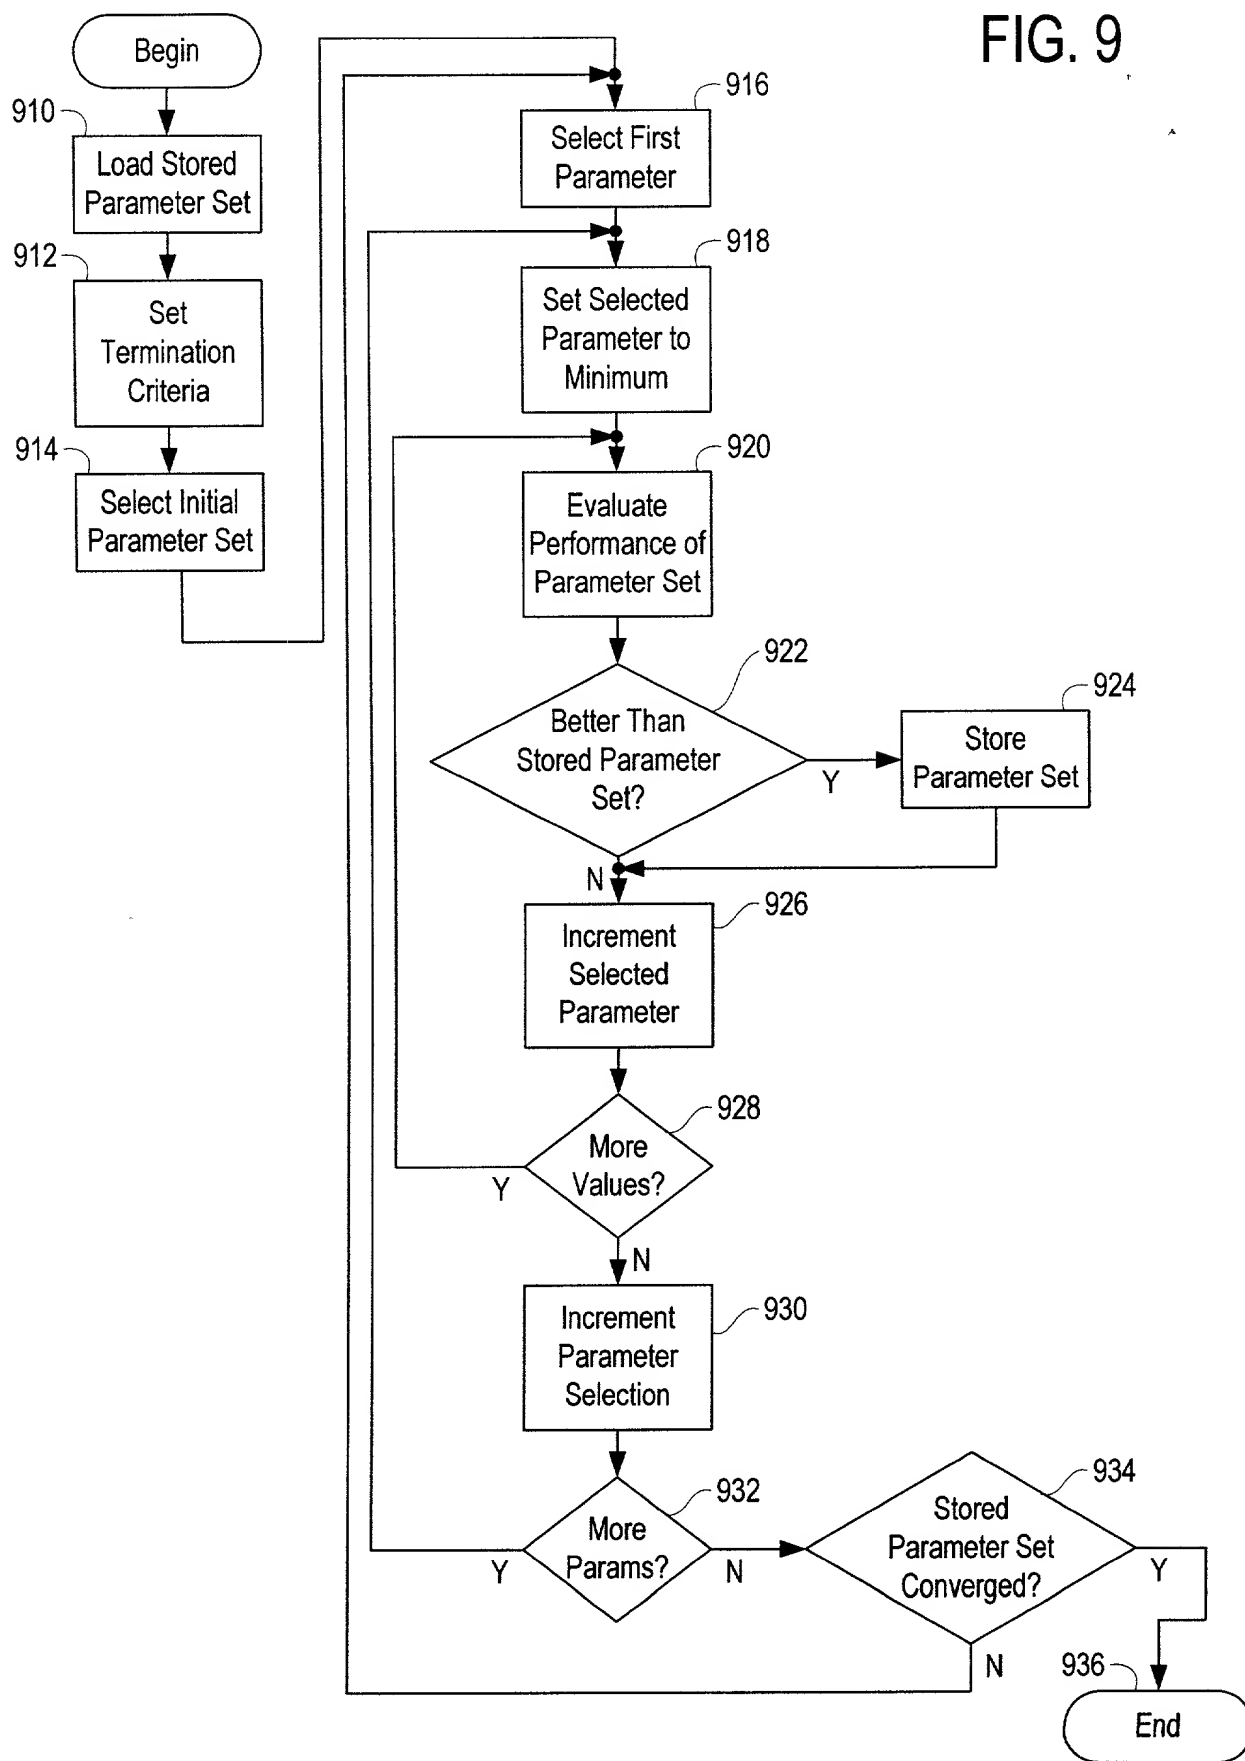 FIG. 9
Begin
910
Load Stored
Parameter Set
912
Set
Termination
Criteria
914
Select Initial
Parameter Set
916
Select First
Parameter
918
Set Selected
Parameter to
Minimum
920
Evaluate
Performance of
Parameter Set
922
Better Than
Stored Parameter
Set?
Y
924
Store
Parameter Set
N
926
Increment
Selected
Parameter
928
More
Values?
Y
N
930
Increment
Parameter
Selection
932
More
Params?
Y
N
934
Stored
Parameter Set
Converged?
Y
N
936
End